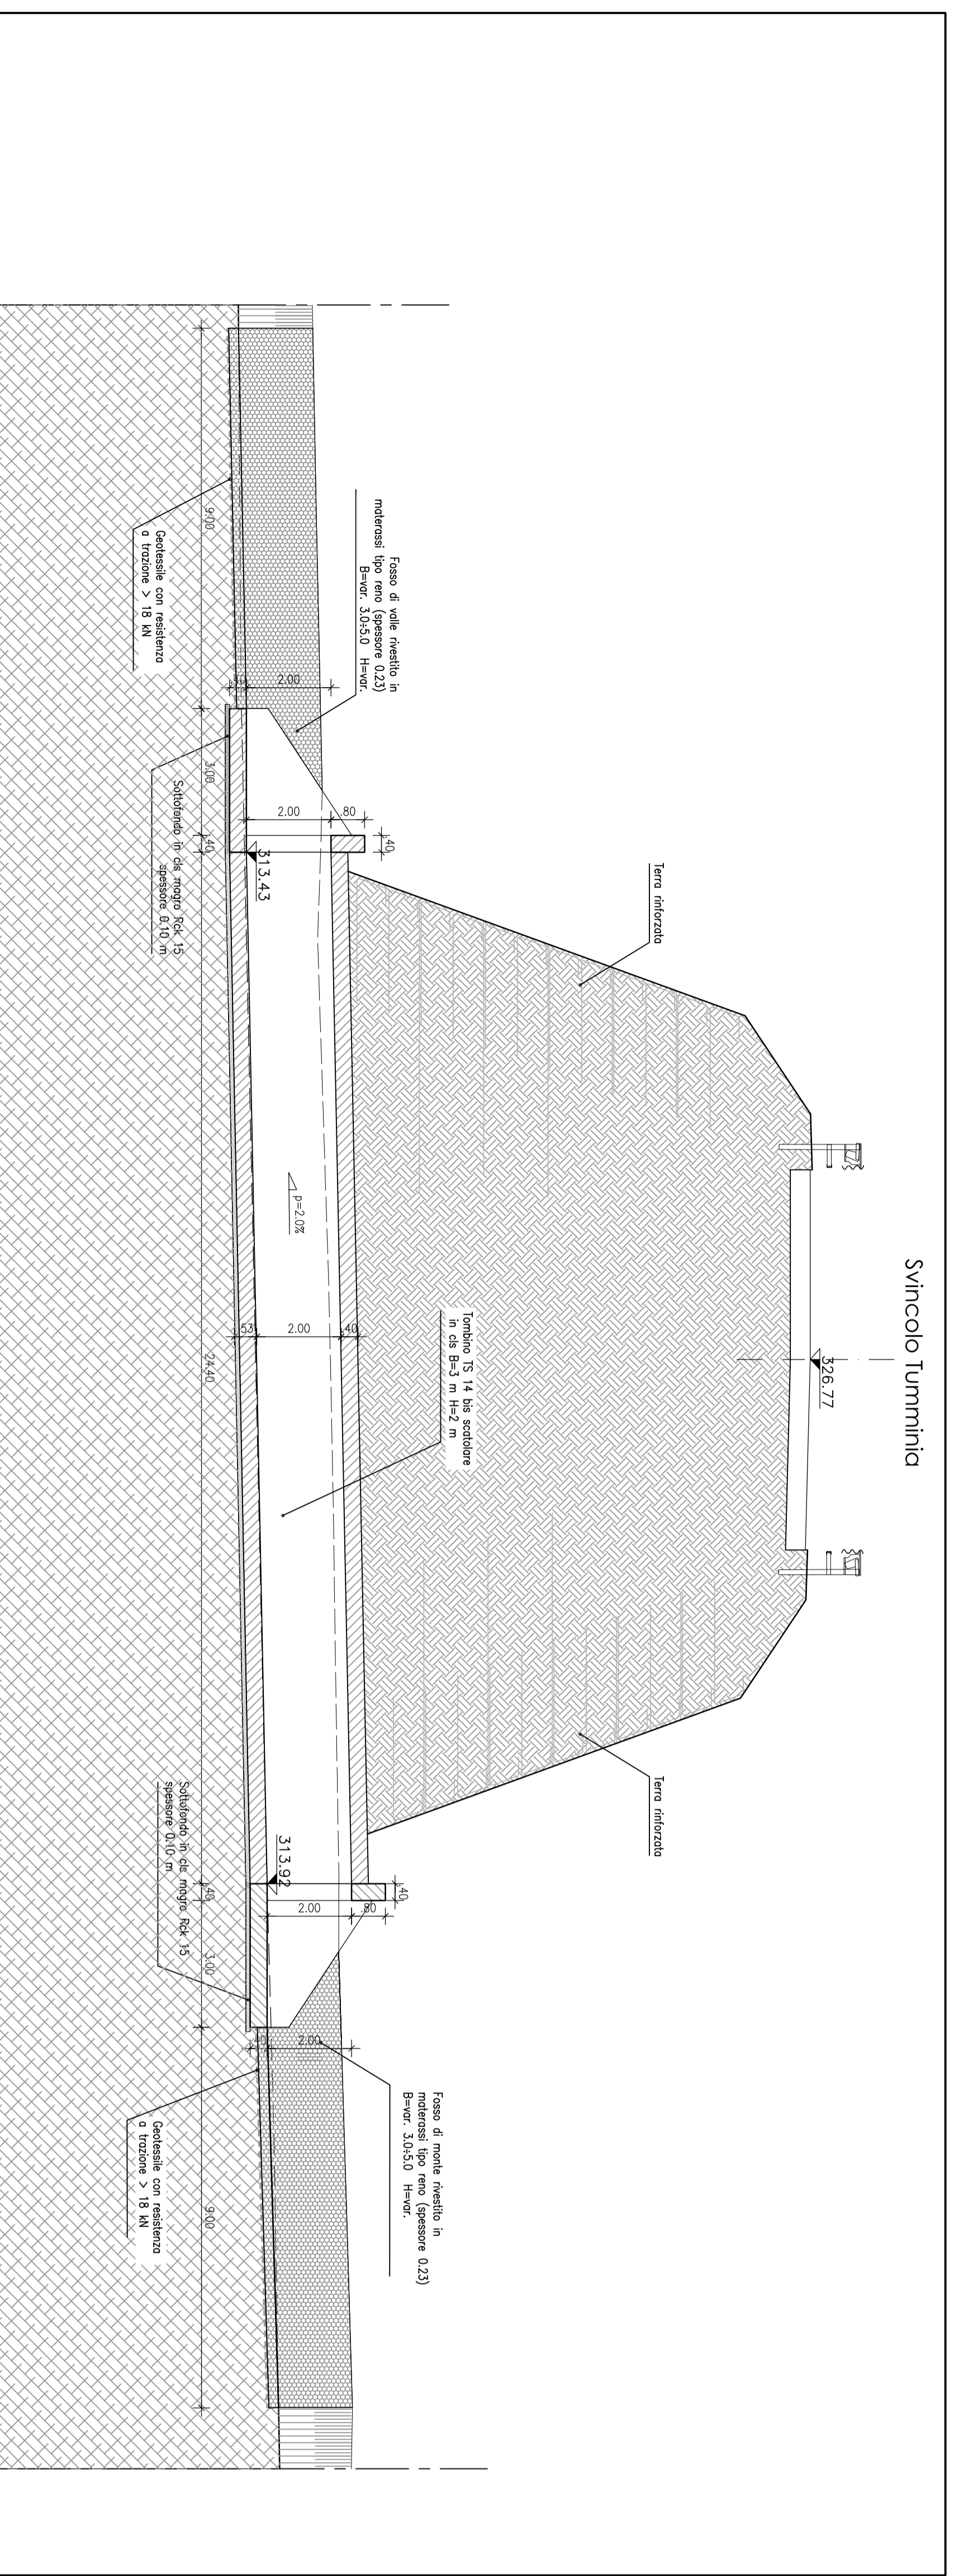 Svincolo Tumminia
326.77
Terra rinforzata
Terra rinforzata
Tombino TS 14 bis scatolare
in cls B=3 m H=2 m
Fosso di valle rivestito in
materassi tipo reno (spessore 0.23)
B=var. 3.0÷5.0 H=var.
Fosso di monte rivestito in
materassi tipo reno (spessore 0.23)
B=var. 3.0÷5.0 H=var.
.40
.80
2.00
2.00
313.43
p=2.0%
.40
2.00
.53
.40
.80
2.00
2.00
313.92
9.00
3.00
.40
24.40
.40
3.00
9.00
Geotessile con resistenza
a trazione > 18 kN
Sottofondo in cls magro Rck 15
spessore 0.10 m
Sottofondo in cls magro Rck 15
spessore 0.10 m
Geotessile con resistenza
a trazione > 18 kN